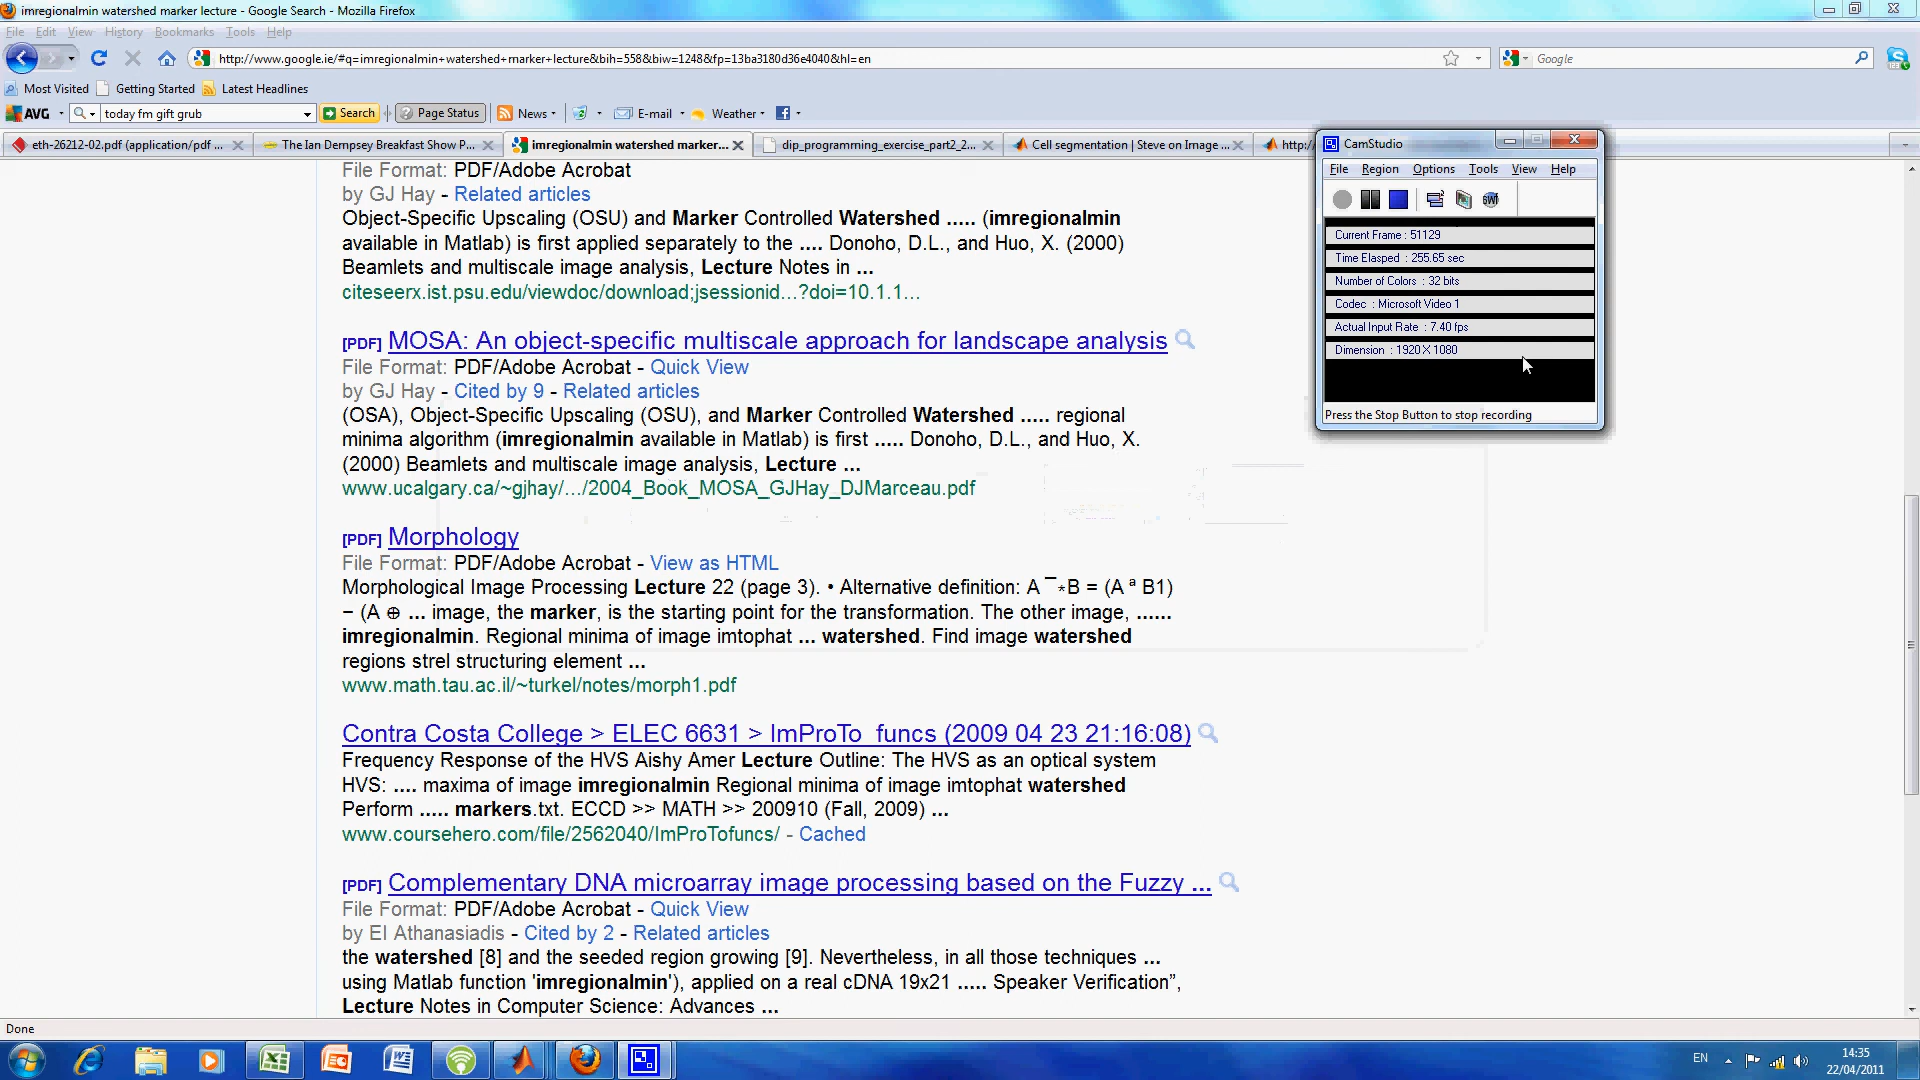 imregionalmin watershed marker lecture - Google Search - Mozilla Firefox
File Edit View History Bookmarks Tools Help
http://www.google.ie/#q=imregionalmin+watershed+marker+lecture&bih=558&biw=1248&fp=13ba3180d36e4040&hl=en
Google
Most Visited Getting Started Latest Headlines
AVG today fm gift grub Search Page Status News E-mail Weather
eth-26212-02.pdf (application/pdf ...
The Ian Dempsey Breakfast Show P...
imregionalmin watershed marker...
dip_programming_exercise_part2_2...
Cell segmentation | Steve on Image ...
http:/
File Format: PDF/Adobe Acrobat
by GJ Hay - Related articles
Object-Specific Upscaling (OSU) and Marker Controlled Watershed ..... (imregionalmin
available in Matlab) is first applied separately to the .... Donoho, D.L., and Huo, X. (2000)
Beamlets and multiscale image analysis, Lecture Notes in ...
citeseerx.ist.psu.edu/viewdoc/download;jsessionid...?doi=10.1.1...
[PDF] MOSA: An object-specific multiscale approach for landscape analysis
File Format: PDF/Adobe Acrobat - Quick View
by GJ Hay - Cited by 9 - Related articles
(OSA), Object-Specific Upscaling (OSU), and Marker Controlled Watershed ..... regional
minima algorithm (imregionalmin available in Matlab) is first ..... Donoho, D.L., and Huo, X.
(2000) Beamlets and multiscale image analysis, Lecture ...
www.ucalgary.ca/~gjhay/.../2004_Book_MOSA_GJHay_DJMarceau.pdf
[PDF] Morphology
File Format: PDF/Adobe Acrobat - View as HTML
Morphological Image Processing Lecture 22 (page 3). • Alternative definition: A ¯*B = (A ª B1)
− (A ⊕ ... image, the marker, is the starting point for the transformation. The other image, ......
imregionalmin. Regional minima of image imtophat ... watershed. Find image watershed
regions strel structuring element ...
www.math.tau.ac.il/~turkel/notes/morph1.pdf
Contra Costa College > ELEC 6631 > ImProTo funcs (2009 04 23 21:16:08)
Frequency Response of the HVS Aishy Amer Lecture Outline: The HVS as an optical system
HVS: .... maxima of image imregionalmin Regional minima of image imtophat watershed
Perform ..... markers.txt. ECCD >> MATH >> 200910 (Fall, 2009) ...
www.coursehero.com/file/2562040/ImProTofuncs/ - Cached
[PDF] Complementary DNA microarray image processing based on the Fuzzy ...
File Format: PDF/Adobe Acrobat - Quick View
by EI Athanasiadis - Cited by 2 - Related articles
the watershed [8] and the seeded region growing [9]. Nevertheless, in all those techniques ...
using Matlab function 'imregionalmin'), applied on a real cDNA 19x21 ..... Speaker Verification”,
Lecture Notes in Computer Science: Advances ...
CamStudio
File Region Options Tools View Help
Current Frame : 51129
Time Elasped : 255.65 sec
Number of Colors : 32 bits
Codec : Microsoft Video 1
Actual Input Rate : 7.40 fps
Dimension : 1920 X 1080
Press the Stop Button to stop recording
Done
EN
14:35
22/04/2011